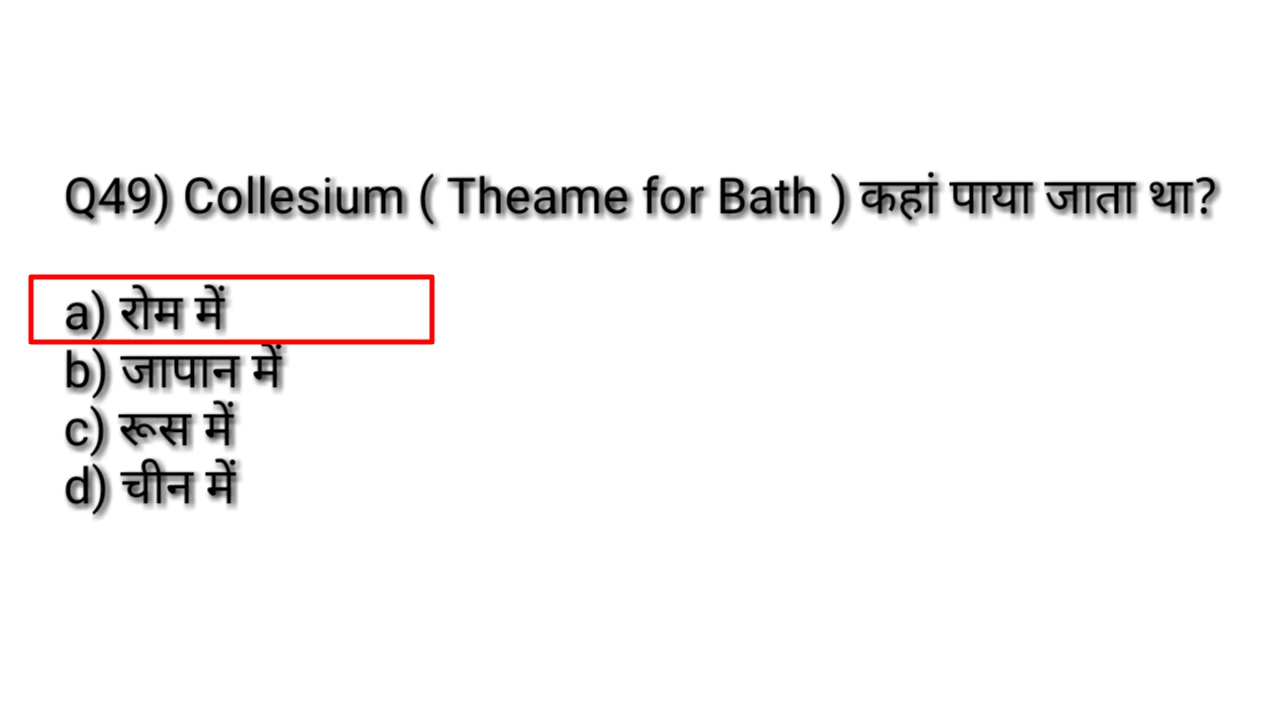 Q49) Collesium ( Theame for Bath ) कहां पाया जाता था?
a) रोम में
b) जापान में
c) रूस में
d) चीन में